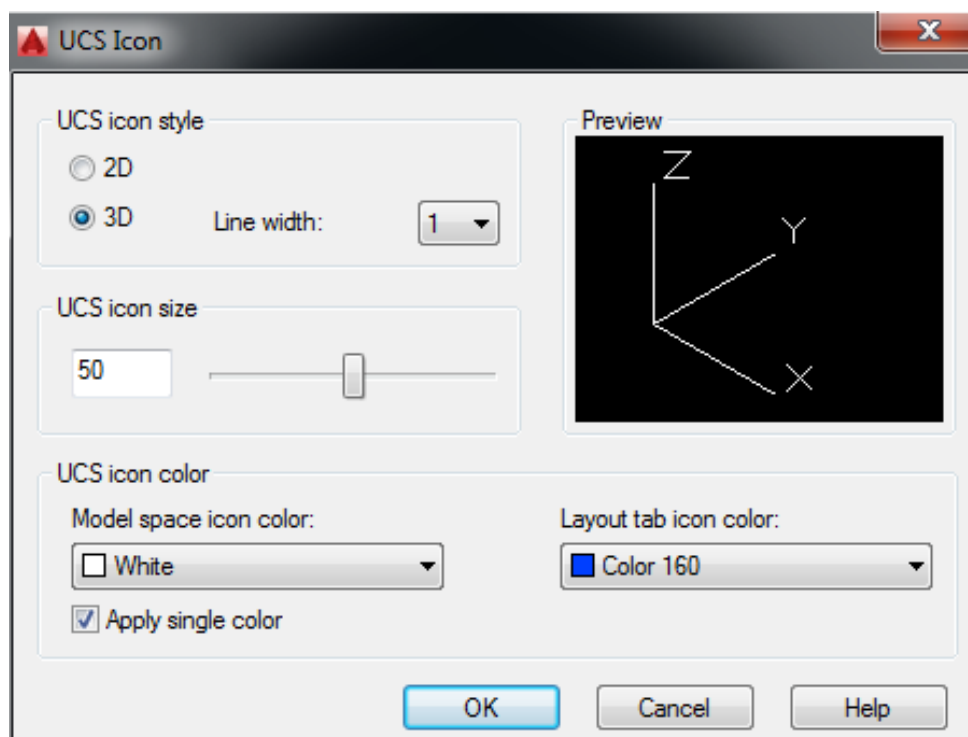 UCS Icon
UCS icon style
2D
3D
Line width:
1
Preview
Z
Y
X
UCS icon size
50
UCS icon color
Model space icon color:
White
Apply single color
Layout tab icon color:
Color 160
OK
Cancel
Help